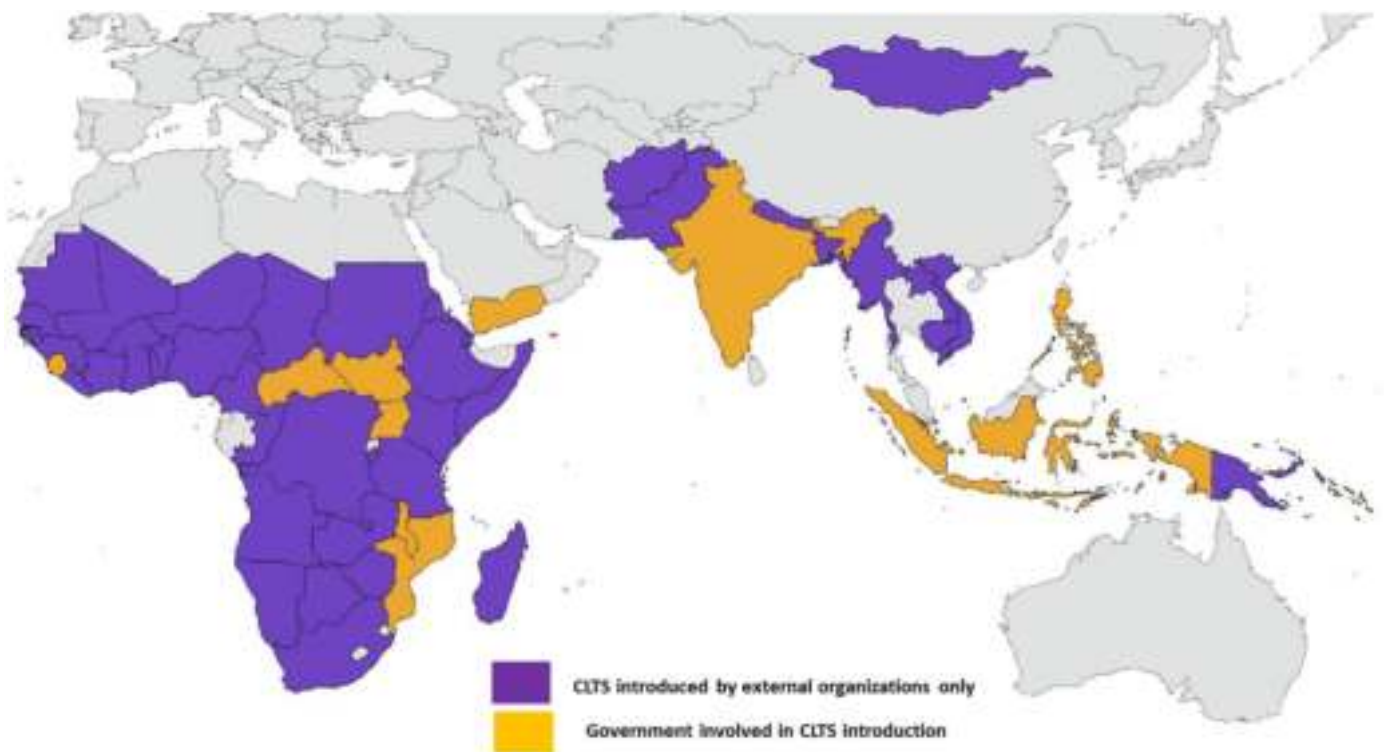 CLTS introduced by external organizations only
Government involved in CLTS introduction